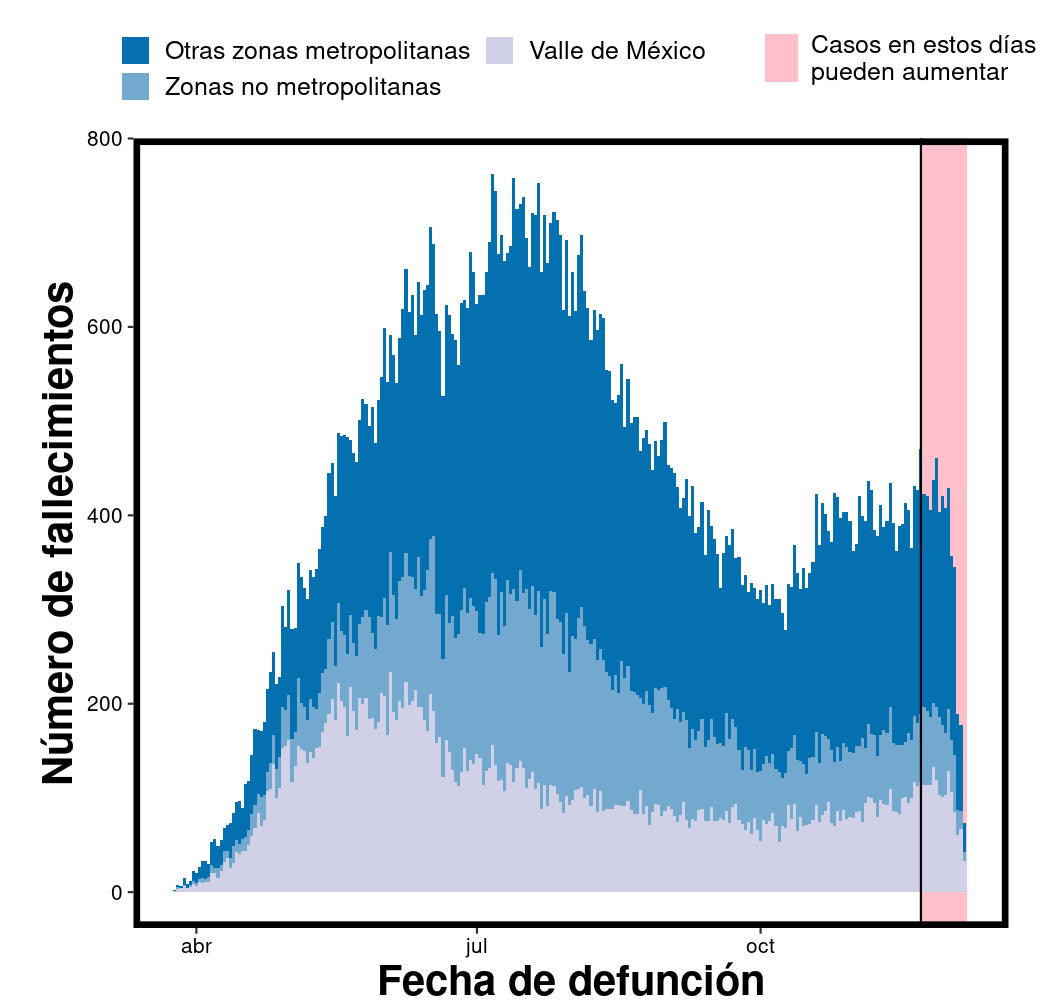 Otras zonas metropolitanas
Zonas no metropolitanas
Valle de México
Casos en estos días
pueden aumentar
800
600
400
200
0
Número de fallecimientos
abr
jul
oct
Fecha de defunción